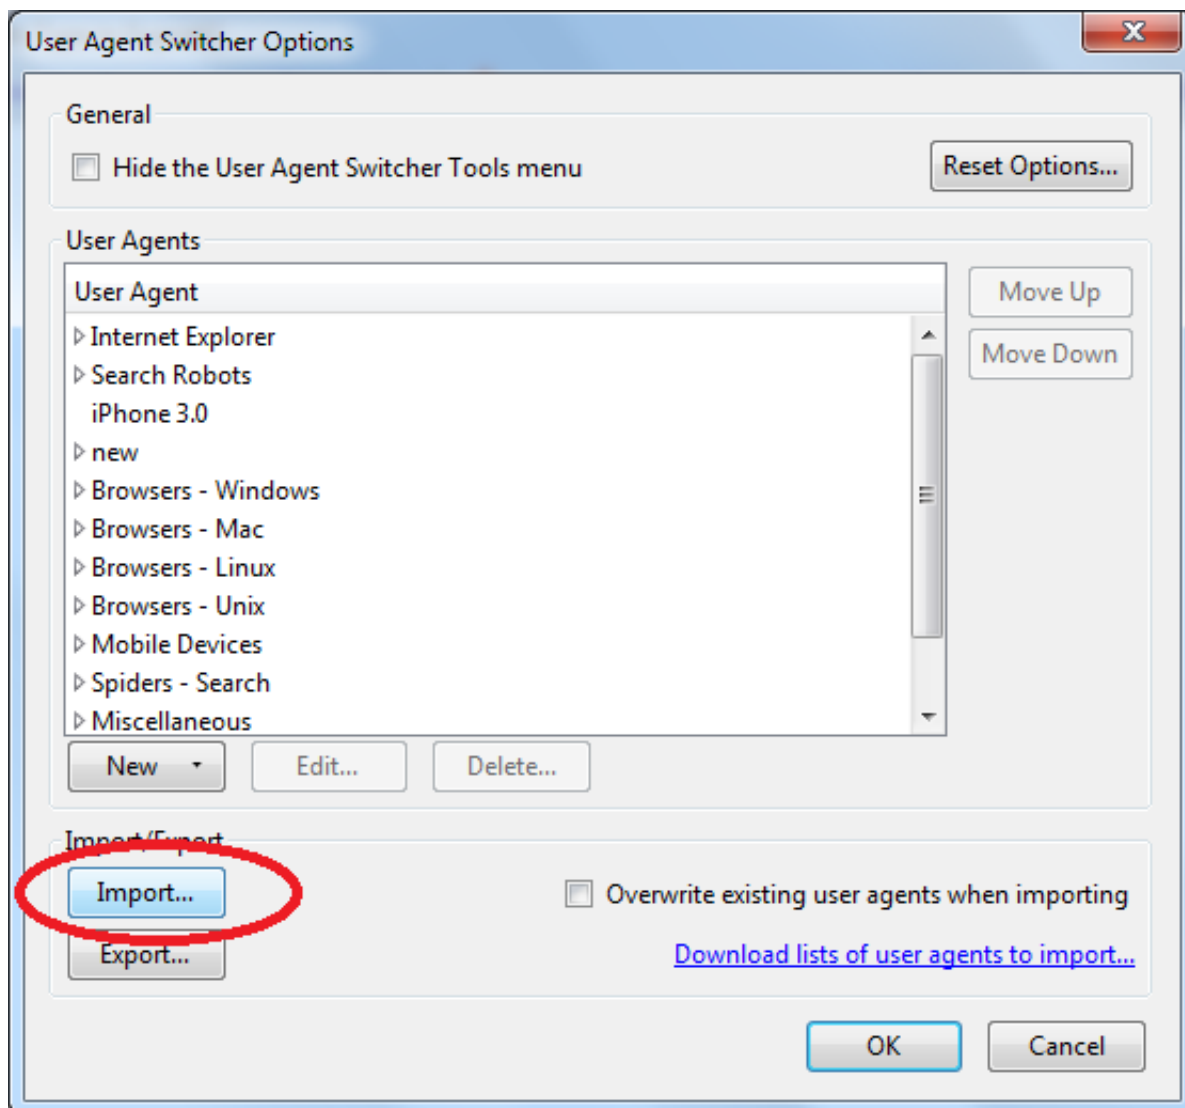 User Agent Switcher Options
General
Hide the User Agent Switcher Tools menu
Reset Options...
User Agents
User Agent
Move Up
Internet Explorer
Move Down
Search Robots
iPhone 3.0
new
Browsers - Windows
Browsers - Mac
Browsers - Linux
Browsers - Unix
Mobile Devices
Spiders - Search
Miscellaneous
New
Edit...
Delete...
Import/Export
Import...
Overwrite existing user agents when importing
Export...
Download lists of user agents to import...
OK
Cancel